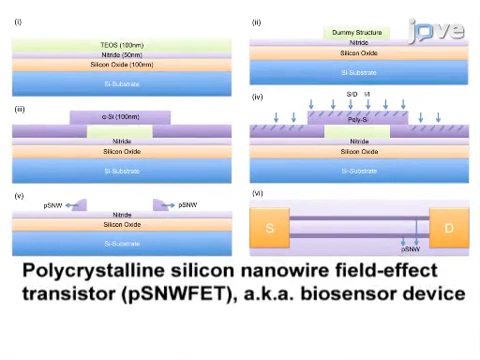 (i)
TEOS (180nm)
Nitride (50nm)
Silicon Oxide (100nm)
Si-Substrate
(ii)
jove
Dummy Structure
Nitride
Silicon Oxide
Si-Substrate
(iii)
α-Si (100nm)
Nitride
Silicon Oxide
Si-Substrate
(iv)
S/D I/I
Poly-Si
Nitride
Silicon Oxide
Si-Substrate
(v)
pSNW
pSNW
Nitride
Silicon Oxide
Si-Substrate
(vi)
S
D
pSNW
Polycrystalline silicon nanowire field-effect
transistor (pSNWFET), a.k.a. biosensor device